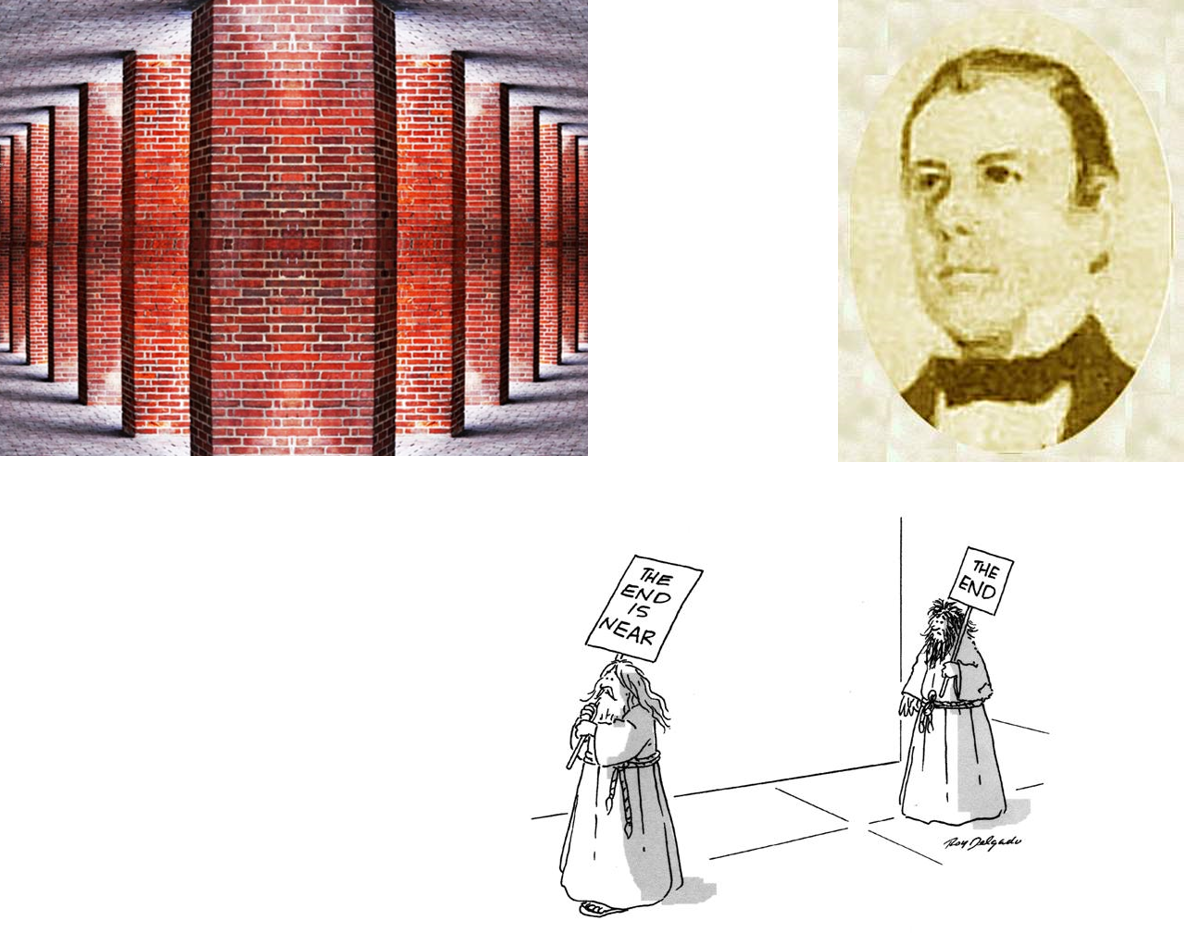 THE
END
IS
NEAR
THE
END
Roy Delgado